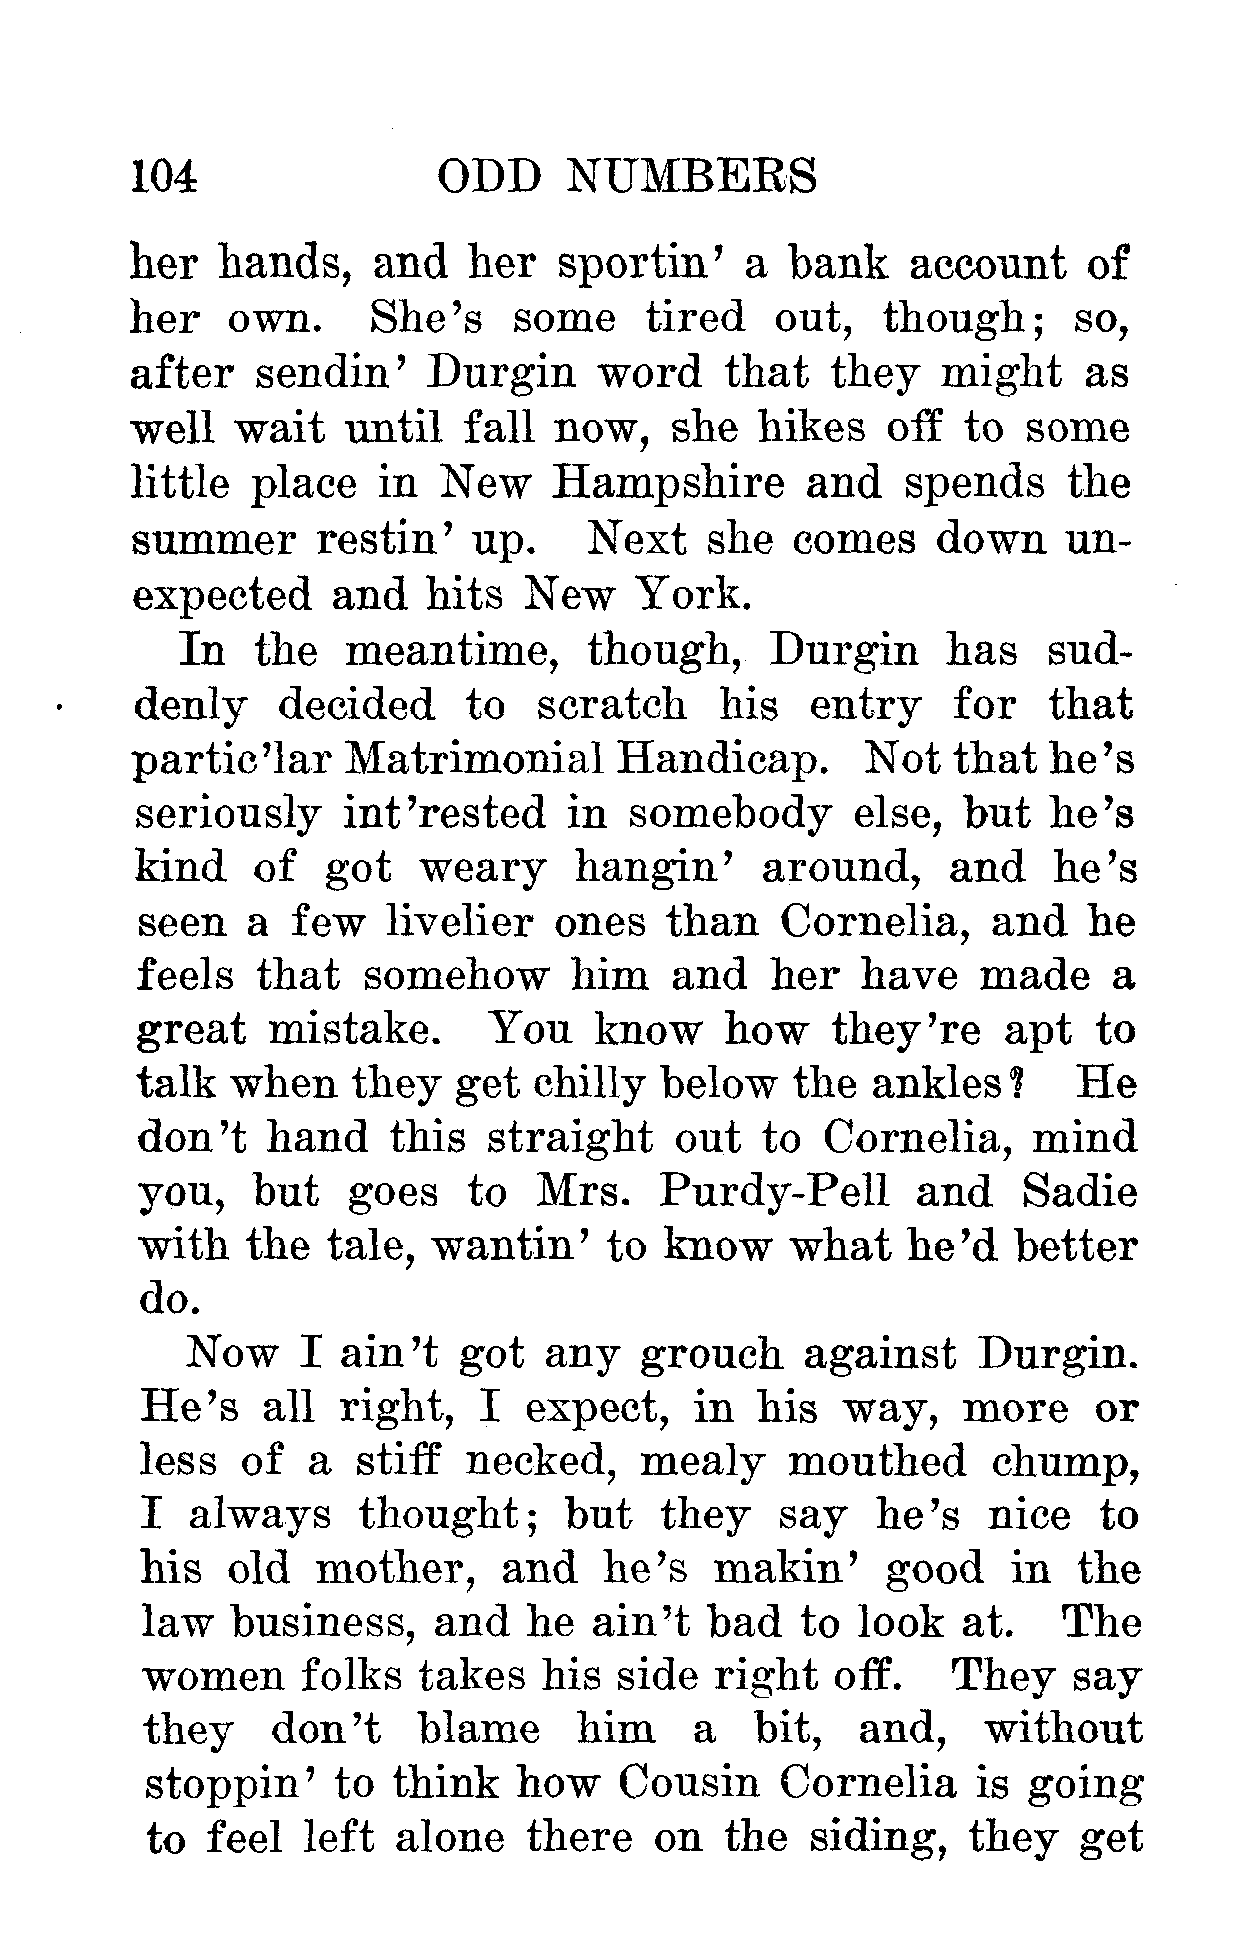 104 ODD NUMBERS
her hands, and her sportin' a bank account of
her own. She's some tired out, though; so,
after sendin' Durgin word that they might as
well wait until fall now, she hikes off to some
little place in New Hampshire and spends the
summer restin' up. Next she comes down un-
expected and hits New York.
In the meantime, though, Durgin has sud-
denly decided to scratch his entry for that
partic'lar Matrimonial Handicap. Not that he's
seriously int'rested in somebody else, but he's
kind of got weary hangin' around, and he's
seen a few livelier ones than Cornelia, and he
feels that somehow him and her have made a
great mistake. You know how they're apt to
talk when they get chilly below the ankles? He
don't hand this straight out to Cornelia, mind
you, but goes to Mrs. Purdy-Pell and Sadie
with the tale, wantin' to know what he'd better
do.
Now I ain't got any grouch against Durgin.
He's all right, I expect, in his way, more or
less of a stiff necked, mealy mouthed chump,
I always thought; but they say he's nice to
his old mother, and he's makin' good in the
law business, and he ain't bad to look at. The
women folks takes his side right off. They say
they don't blame him a bit, and, without
stoppin' to think how Cousin Cornelia is going
to feel left alone there on the siding, they get